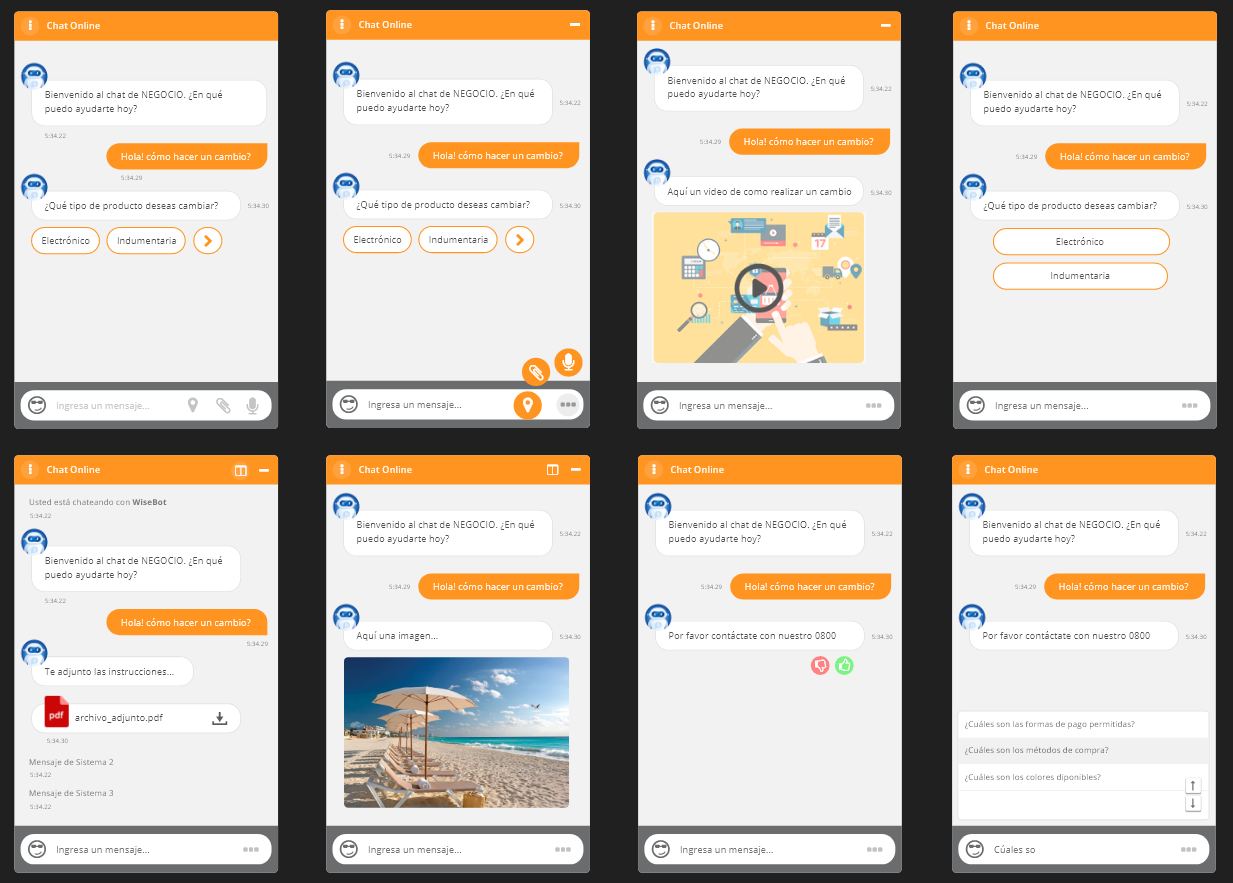 Chat Online
Bienvenido al chat de NEGOCIO. ¿En qué
puedo ayudarte hoy?
5:34.22
Hola! cómo hacer un cambio?
5:34.29
¿Qué tipo de producto deseas cambiar?
5:34.30
Electrónico
Indumentaria
Ingresa un mensaje...
Chat Online
Bienvenido al chat de NEGOCIO. ¿En qué
puedo ayudarte hoy?
5:34.22
5:34.29
Hola! cómo hacer un cambio?
¿Qué tipo de producto deseas cambiar?
5:34.30
Electrónico
Indumentaria
Ingresa un mensaje...
Chat Online
Bienvenido al chat de NEGOCIO. ¿En qué
puedo ayudarte hoy?
5:34.22
5:34.29
Hola! cómo hacer un cambio?
Aquí un video de como realizar un cambio
5:34.30
17
Ingresa un mensaje...
Chat Online
Bienvenido al chat de NEGOCIO. ¿En qué
puedo ayudarte hoy?
5:34.22
5:34.29
Hola! cómo hacer un cambio?
¿Qué tipo de producto deseas cambiar?
5:34.30
Electrónico
Indumentaria
Ingresa un mensaje...
Chat Online
Usted está chateando con WiseBot
5:34.22
Bienvenido al chat de NEGOCIO. ¿En qué
puedo ayudarte hoy?
5:34.22
Hola! cómo hacer un cambio?
5:34.29
Te adjunto las instrucciones...
pdf
archivo_adjunto.pdf
5:34.30
Mensaje de Sistema 2
5:34.22
Mensaje de Sistema 3
5:34.22
Ingresa un mensaje...
Chat Online
Bienvenido al chat de NEGOCIO. ¿En qué
puedo ayudarte hoy?
5:34.22
5:34.29
Hola! cómo hacer un cambio?
Aquí una imagen...
5:34.30
Ingresa un mensaje...
Chat Online
Bienvenido al chat de NEGOCIO. ¿En qué
puedo ayudarte hoy?
5:34.22
5:34.29
Hola! cómo hacer un cambio?
Por favor contáctate con nuestro 0800
5:34.30
Ingresa un mensaje...
Chat Online
Bienvenido al chat de NEGOCIO. ¿En qué
puedo ayudarte hoy?
5:34.22
5:34.29
Hola! cómo hacer un cambio?
Por favor contáctate con nuestro 0800
5:34.30
¿Cuáles son las formas de pago permitidas?
¿Cuáles son los métodos de compra?
¿Cuáles son los colores diponibles?
Cúales so